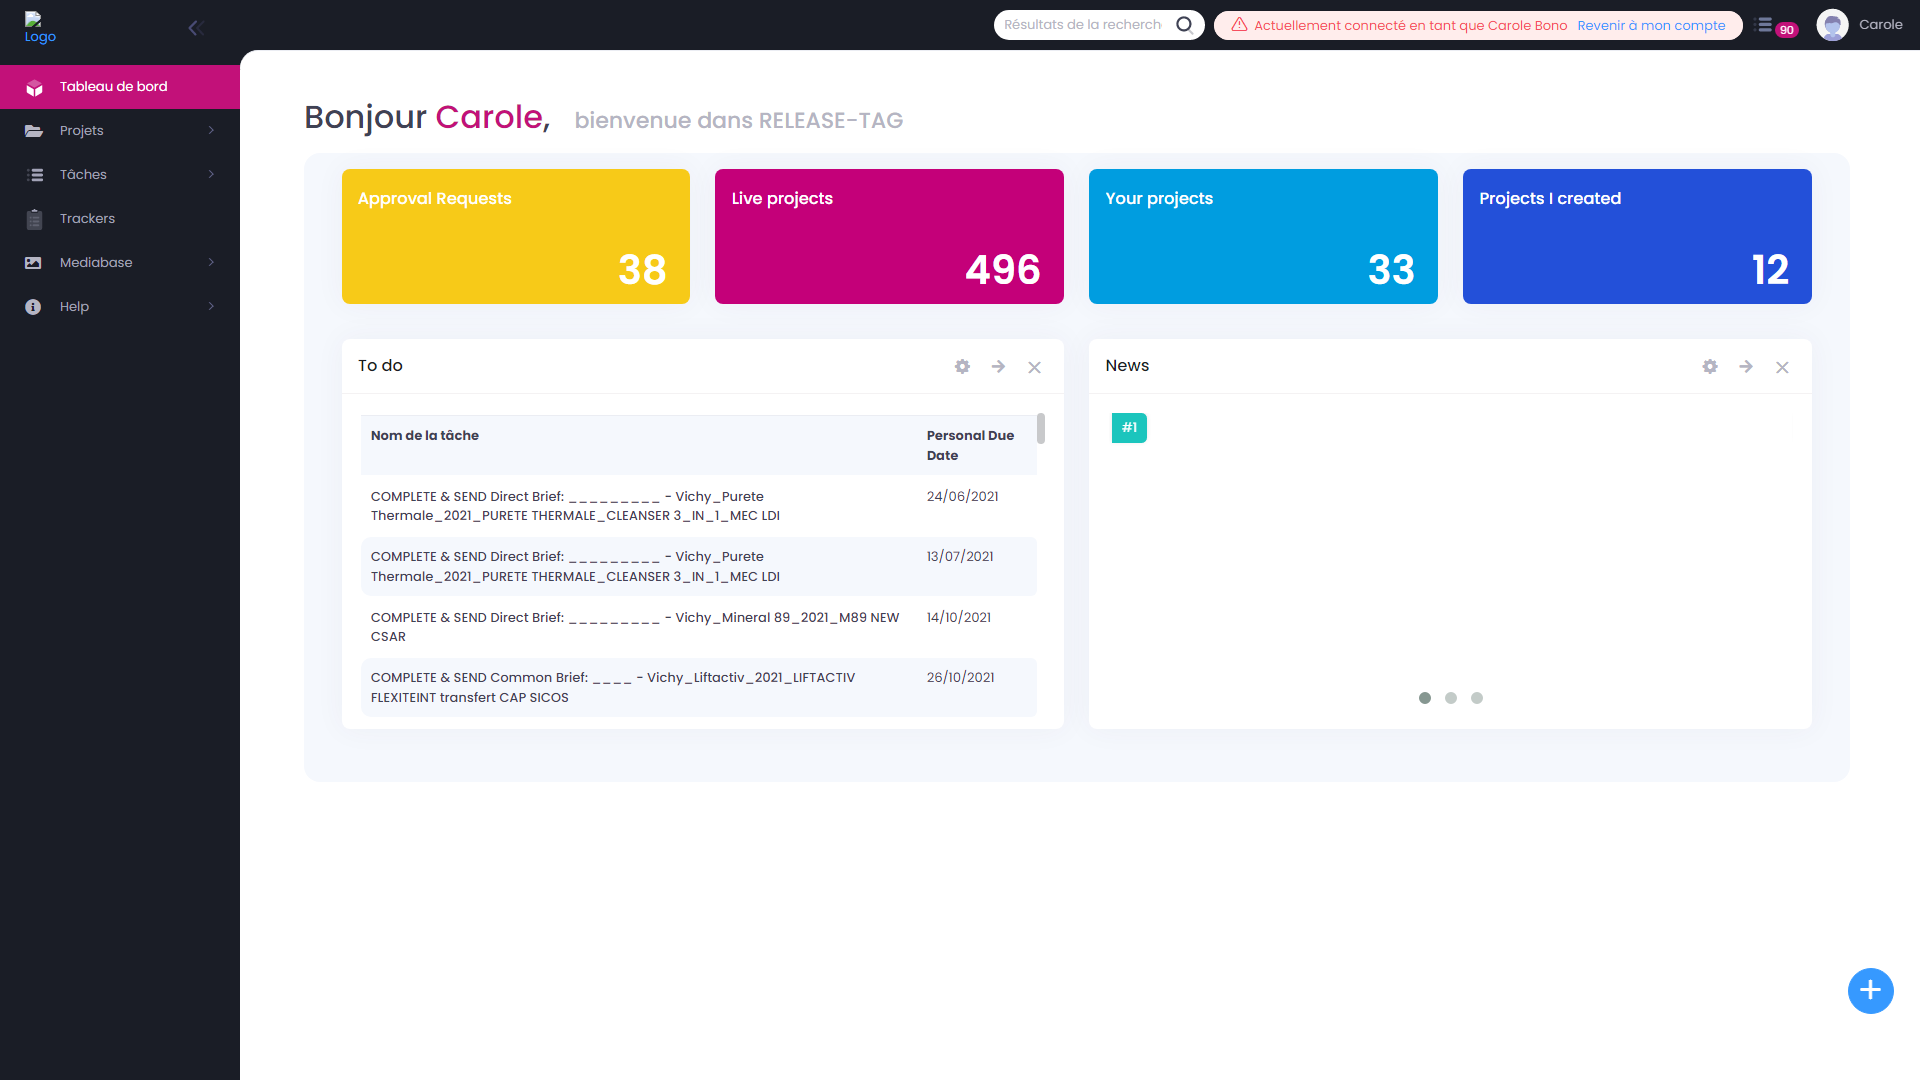 Logo
Résultats de la recherch
Actuellement connecté en tant que Carole Bono Revenir à mon compte
90
Carole
Tableau de bord
Projets
Tâches
Trackers
Mediabase
Help
Bonjour Carole, bienvenue dans RELEASE-TAG
Approval Requests
38
Live projects
496
Your projects
33
Projects I created
12
To do
Nom de la tâche
Personal Due
Date
COMPLETE & SEND Direct Brief: _________ - Vichy_Purete
Thermale_2021_PURETE THERMALE_CLEANSER 3_IN_1_MEC LDI
24/06/2021
COMPLETE & SEND Direct Brief: _________ - Vichy_Purete
Thermale_2021_PURETE THERMALE_CLEANSER 3_IN_1_MEC LDI
13/07/2021
COMPLETE & SEND Direct Brief: _________ - Vichy_Mineral 89_2021_M89 NEW
CSAR
14/10/2021
COMPLETE & SEND Common Brief: ____ - Vichy_Liftactiv_2021_LIFTACTIV
FLEXITEINT transfert CAP SICOS
26/10/2021
News
#1